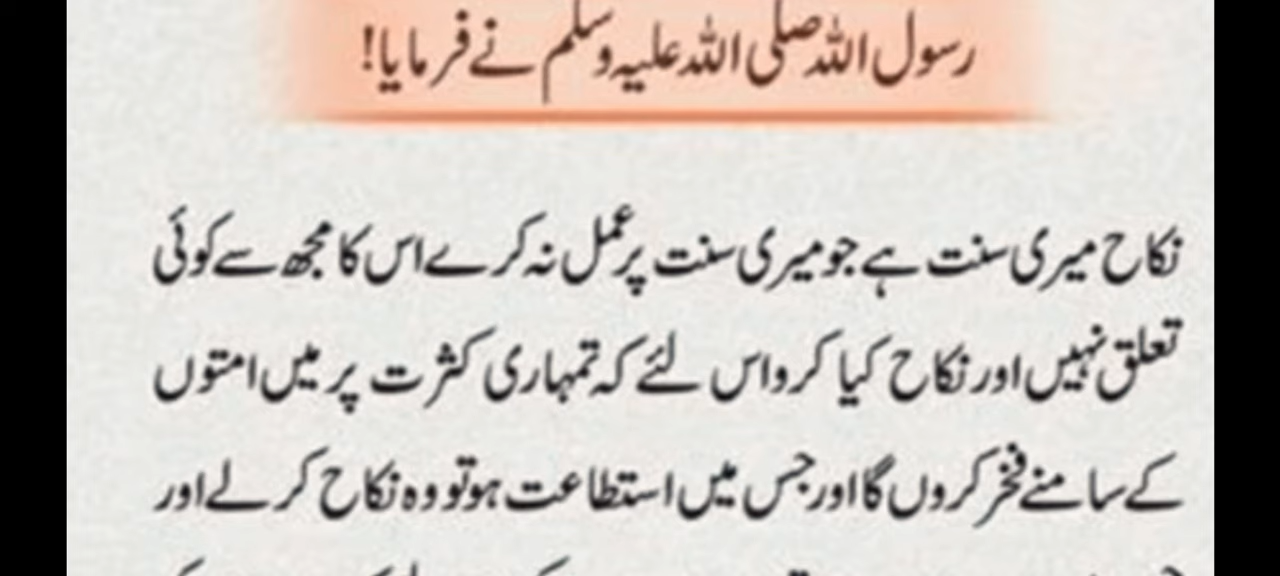 رسول اللہ صلی اللہ علیہ وسلم نے فرمایا!
نکاح میری سنت ہے جو میری سنت پر عمل نہ کرے اس کا مجھ سے کوئی
تعلق نہیں اور نکاح کیا کرو اس لئے کہ تمہاری کثرت پر میں امتوں
کے سامنے فخر کروں گا اور جس میں استطاعت ہو تو وہ نکاح کر لے اور